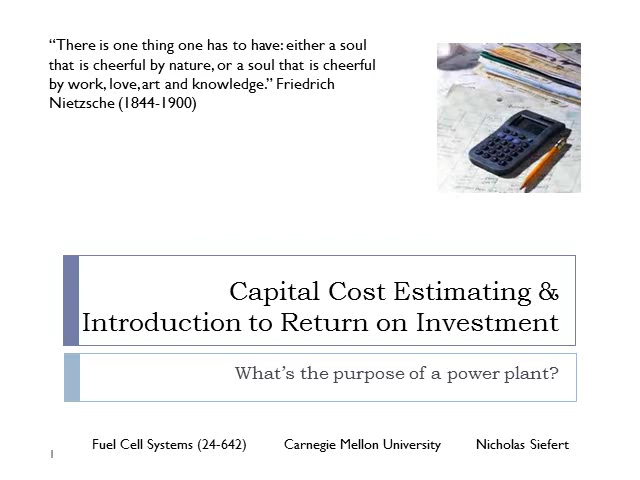 “There is one thing one has to have: either a soul
that is cheerful by nature, or a soul that is cheerful
by work, love, art and knowledge.” Friedrich
Nietzsche (1844-1900)
Capital Cost Estimating &
Introduction to Return on Investment
What’s the purpose of a power plant?
Fuel Cell Systems (24-642) Carnegie Mellon University Nicholas Siefert
1